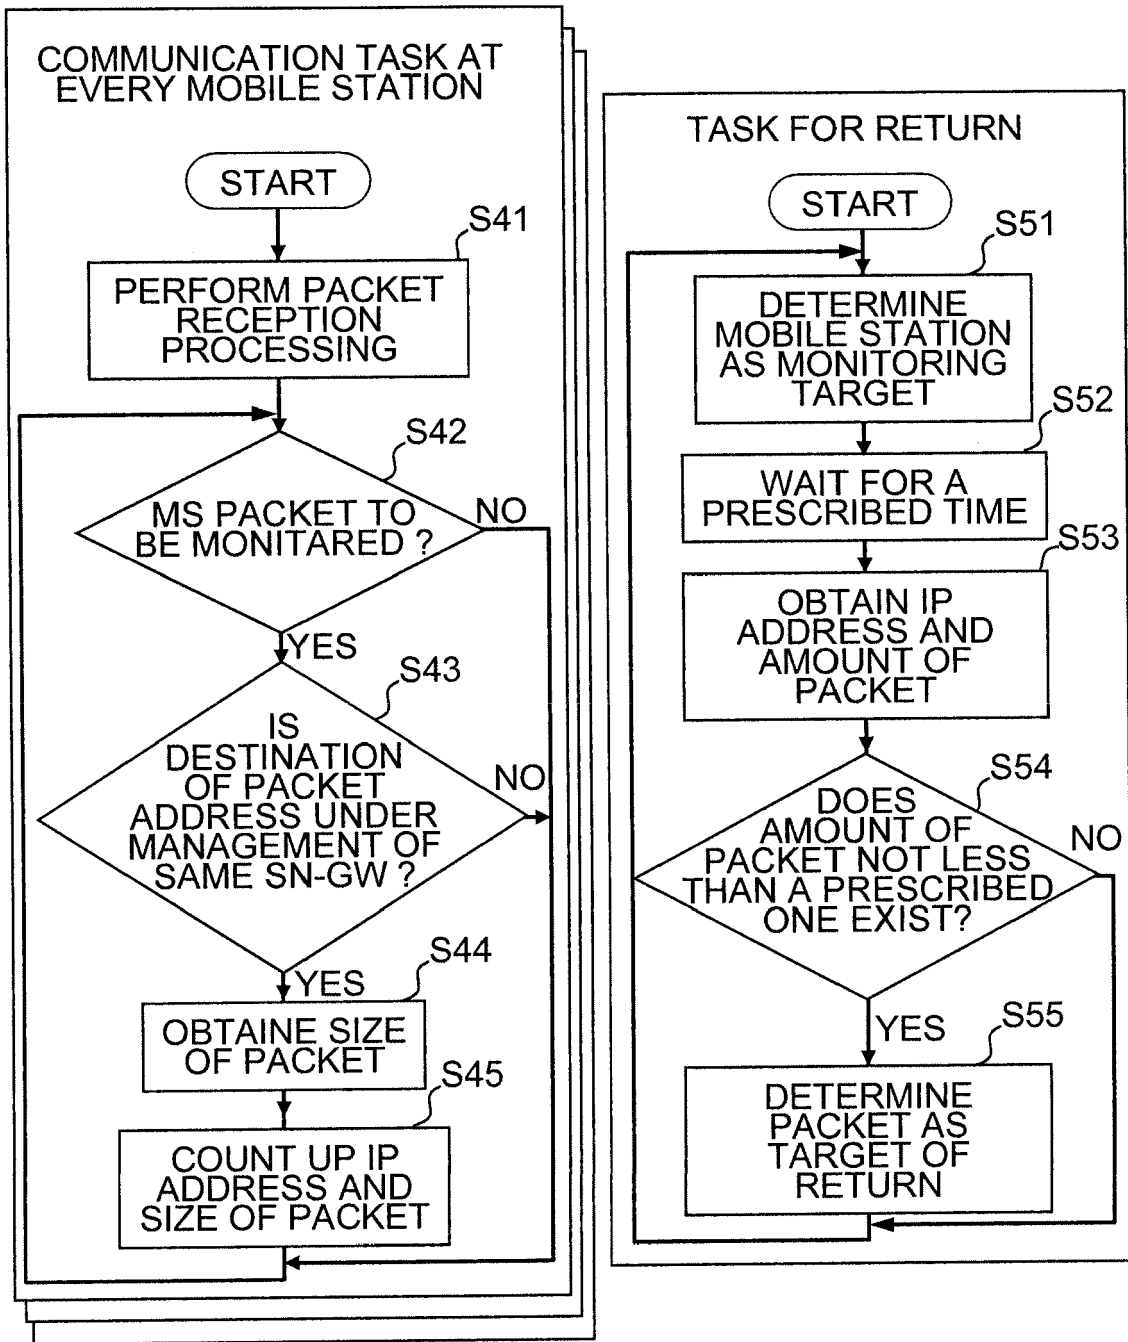 COMMUNICATION TASK AT
EVERY MOBILE STATION
START
S41
PERFORM PACKET
RECEPTION
PROCESSING
S42
MS PACKET TO
BE MONITARED ?
NO
YES
S43
IS
DESTINATION
OF PACKET
ADDRESS UNDER
MANAGEMENT OF
SAME SN-GW ?
NO
YES
S44
OBTAINE SIZE
OF PACKET
S45
COUNT UP IP
ADDRESS AND
SIZE OF PACKET
TASK FOR RETURN
START
S51
DETERMINE
MOBILE STATION
AS MONITORING
TARGET
S52
WAIT FOR A
PRESCRIBED TIME
S53
OBTAIN IP
ADDRESS AND
AMOUNT OF
PACKET
S54
DOES
AMOUNT OF
PACKET NOT LESS
THAN A PRESCRIBED
ONE EXIST?
NO
YES
S55
DETERMINE
PACKET AS
TARGET OF
RETURN